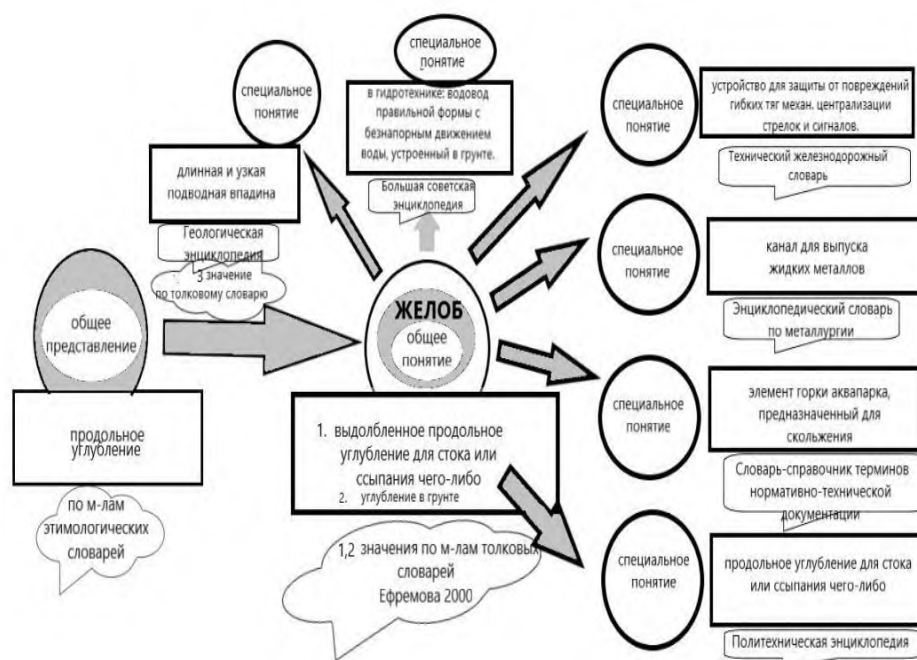 специальное
понятие
длинная и узкая
подводная впадина
Геологическая
энциклопедия
3 значение
по толковому словарю
специальное
понятие
в гидротехнике: водовод
правильной формы с
безнапорным движением
воды, устроенный в грунте.
Большая советская
энциклопедия
общее
представление
продольное
углубление
по м-лам
этимологических
словарей
ЖЕЛОБ
общее
понятие
1. выдолбленное продольное
углубление для стока или
ссыпания чего-либо
2. углубление в грунте
1,2 значения по м-лам толковых
словарей
Ефремова 2000
специальное
понятие
устройство для защиты от повреждений
гибких тяг механ. централизации
стрелок и сигналов.
Технический железнодорожный
словарь
специальное
понятие
канал для выпуска
жидких металлов
Энциклопедический словарь
по металлургии
специальное
понятие
элемент горки аквапарка,
предназначенный для
скольжения
Словарь-справочник терминов
нормативно-технической
документации
специальное
понятие
продольное углубление для стока
или ссыпания чего-либо
Политехническая энциклопедия